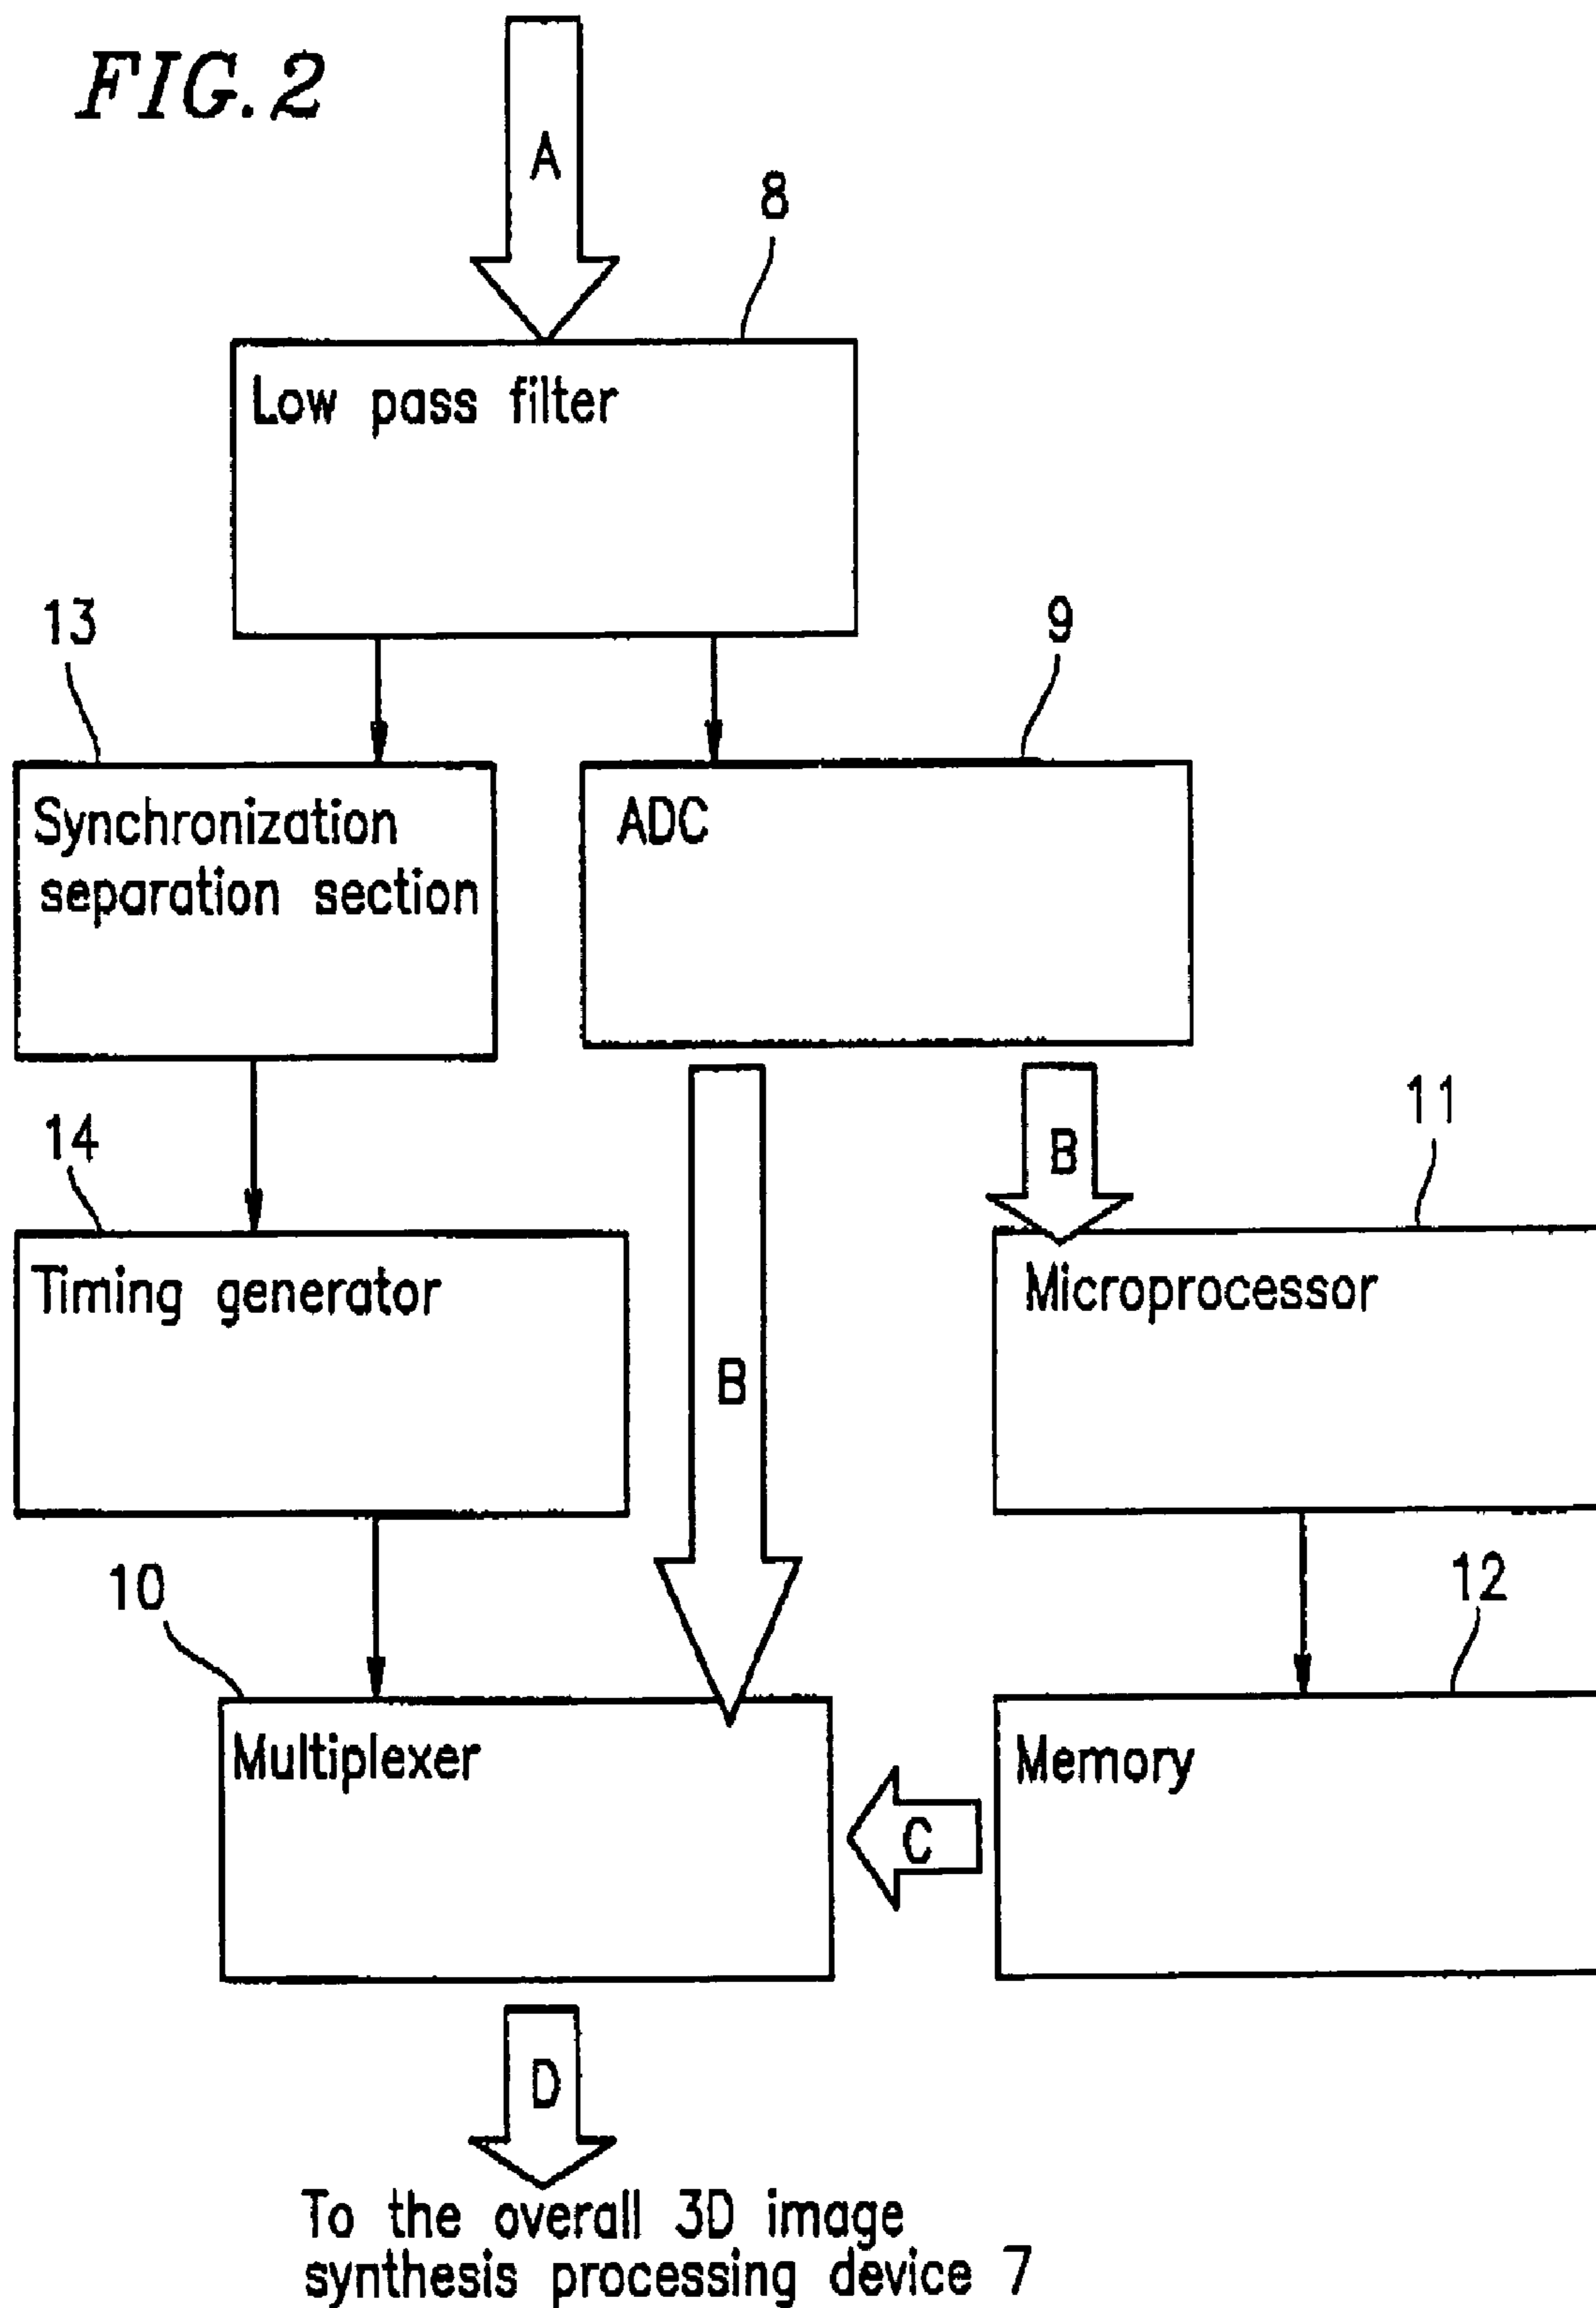 FIG.2
A
8
Low pass filter
13
9
Synchronization
separation section
ADC
14
B
11
Timing generator
Microprocessor
B
10
12
Multiplexer
Memory
C
D
To the overall 3D image
synthesis processing device 7